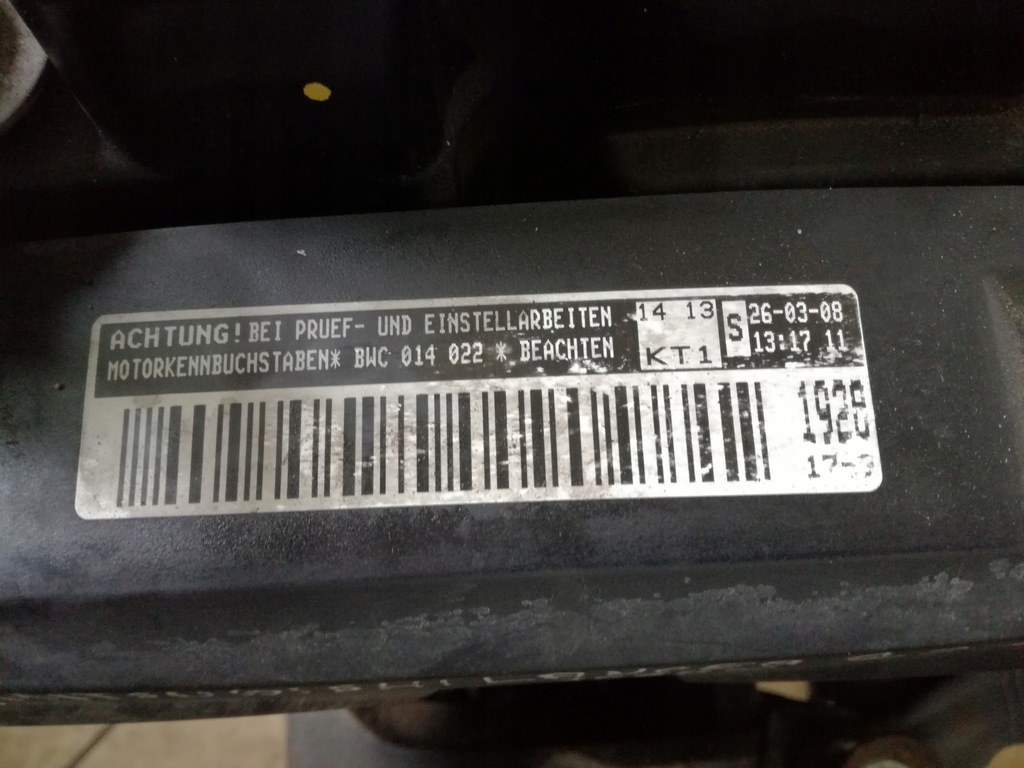 ACHTUNG! BEI PRUEF- UND EINSTELLARBEITEN
MOTORKENNBUCHSTABEN* BWC 014 022 * BEACHTEN
14 13
KT1
S
26-03-08
13:17 11
1926